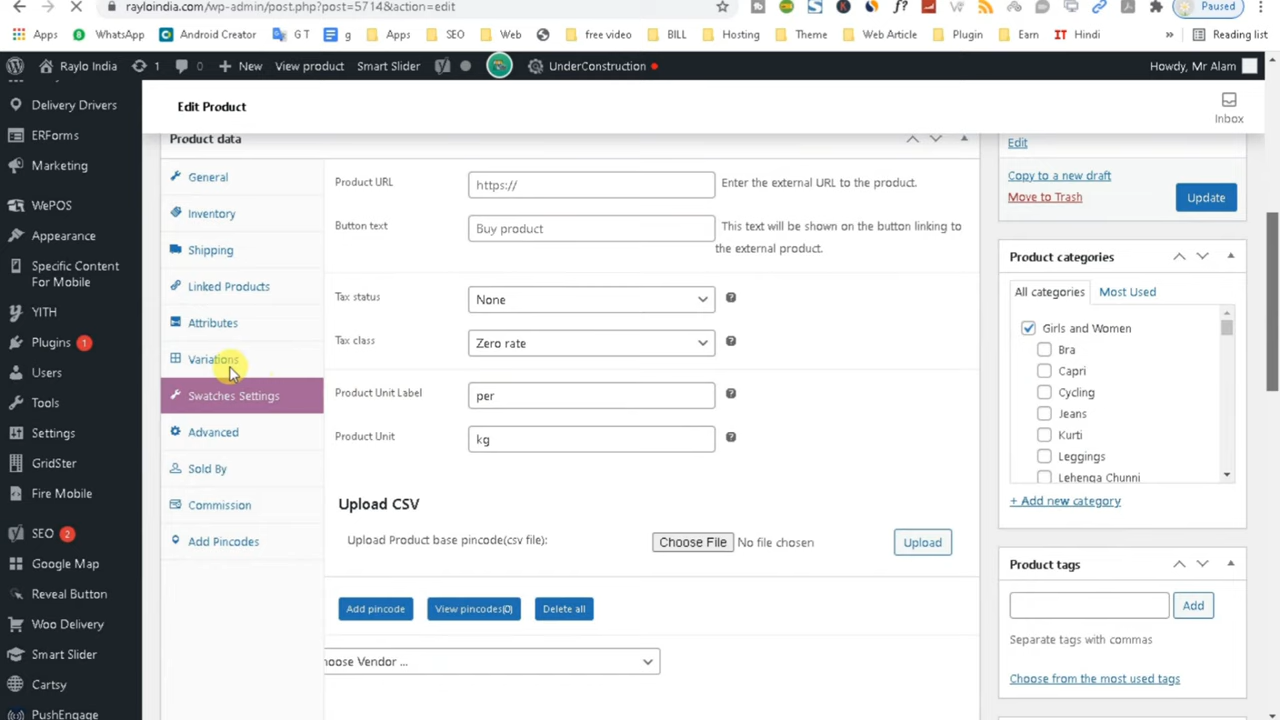 rayloindia.com/wp-admin/post.php?post=5714&action=edit
Paused
Apps WhatsApp Android Creator G T g Apps SEO Web free video BILL Hosting Theme Web Article Plugin Earn IT Hindi » Reading list
Raylo India 1 0 + New View product Smart Slider UnderConstruction Howdy, Mr Alam
Delivery Drivers
ERForms
Marketing
WePOS
Appearance
Specific Content
For Mobile
YITH
Plugins 1
Users
Tools
Settings
GridSter
Fire Mobile
SEO 2
Google Map
Reveal Button
Woo Delivery
Smart Slider
Cartsy
PushEngage
Edit Product
Inbox
Product data
General
Inventory
Shipping
Linked Products
Attributes
Variations
Swatches Settings
Advanced
Sold By
Commission
Add Pincodes
Product URL https:// Enter the external URL to the product.
Button text Buy product This text will be shown on the button linking to
the external product.
Tax status None
Tax class Zero rate
Product Unit Label per
Product Unit kg
Upload CSV
Upload Product base pincode(csv file): Choose File No file chosen Upload
Add pincode View pincodes(0) Delete all
hoose Vendor ...
Edit
Copy to a new draft
Move to Trash Update
Product categories
All categories Most Used
Girls and Women
Bra
Capri
Cycling
Jeans
Kurti
Leggings
Lehenga Chunni
+ Add new category
Product tags
Add
Separate tags with commas
Choose from the most used tags